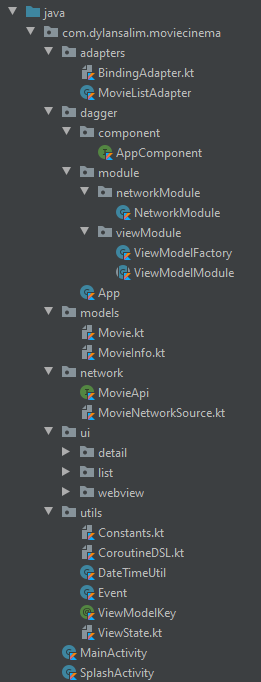 java
com.dylansalim.moviecinema
adapters
BindingAdapter.kt
MovieListAdapter
dagger
component
AppComponent
module
networkModule
NetworkModule
viewModule
ViewModelFactory
ViewModelModule
App
models
Movie.kt
MovieInfo.kt
network
MovieApi
MovieNetworkSource.kt
ui
detail
list
webview
utils
Constants.kt
CoroutineDSL.kt
DateTimeUtil
Event
ViewModelKey
ViewState.kt
MainActivity
SplashActivity